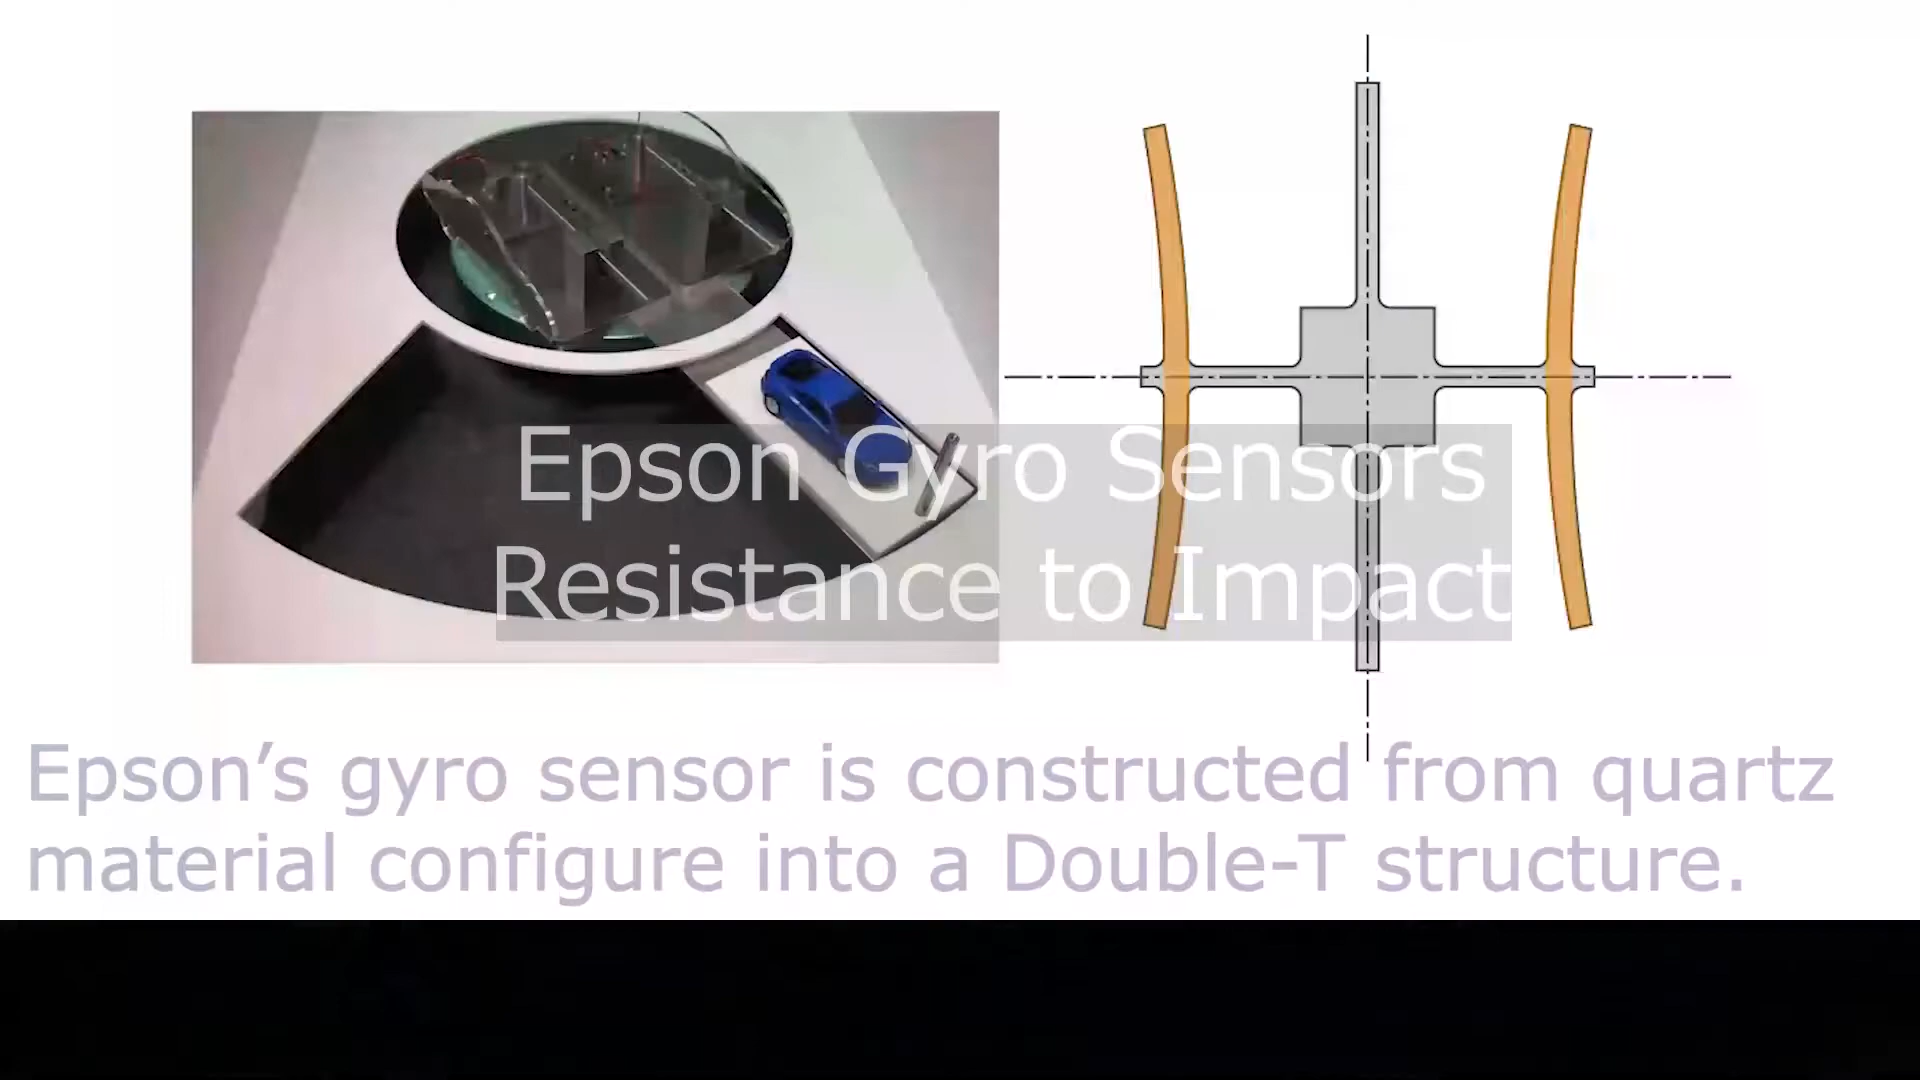 Epson Gyro Sensors
Resistance to Impact
Epson’s gyro sensor is constructed from quartz
material configure into a Double-T structure.